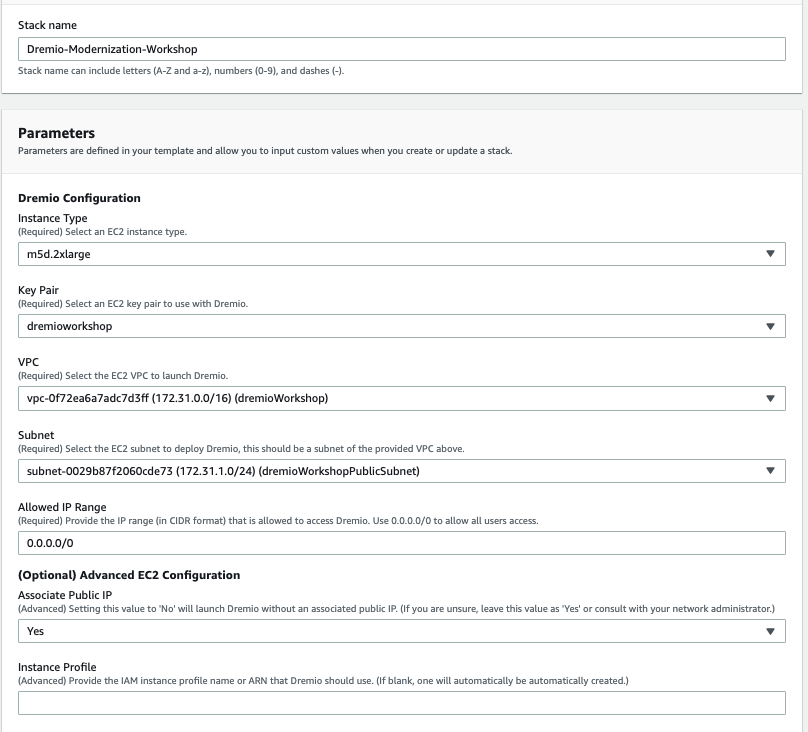 Stack name
Dremio-Modernization-Workshop
Stack name can include letters (A-Z and a-z), numbers (0-9), and dashes (-).
Parameters
Parameters are defined in your template and allow you to input custom values when you create or update a stack.
Dremio Configuration
Instance Type
(Required) Select an EC2 instance type.
m5d.2xlarge
Key Pair
(Required) Select an EC2 key pair to use with Dremio.
dremioworkshop
VPC
(Required) Select the EC2 VPC to launch Dremio.
vpc-0f72ea6a7adc7d3ff (172.31.0.0/16) (dremioWorkshop)
Subnet
(Required) Select the EC2 subnet to deploy Dremio, this should be a subnet of the provided VPC above.
subnet-0029b87f2060cde73 (172.31.1.0/24) (dremioWorkshopPublicSubnet)
Allowed IP Range
(Required) Provide the IP range (in CIDR format) that is allowed to access Dremio. Use 0.0.0.0/0 to allow all users access.
0.0.0.0/0
(Optional) Advanced EC2 Configuration
Associate Public IP
(Advanced) Setting this value to 'No' will launch Dremio without an associated public IP. (If you are unsure, leave this value as 'Yes' or consult with your network administrator.)
Yes
Instance Profile
(Advanced) Provide the IAM instance profile name or ARN that Dremio should use. (If blank, one will automatically be automatically created.)